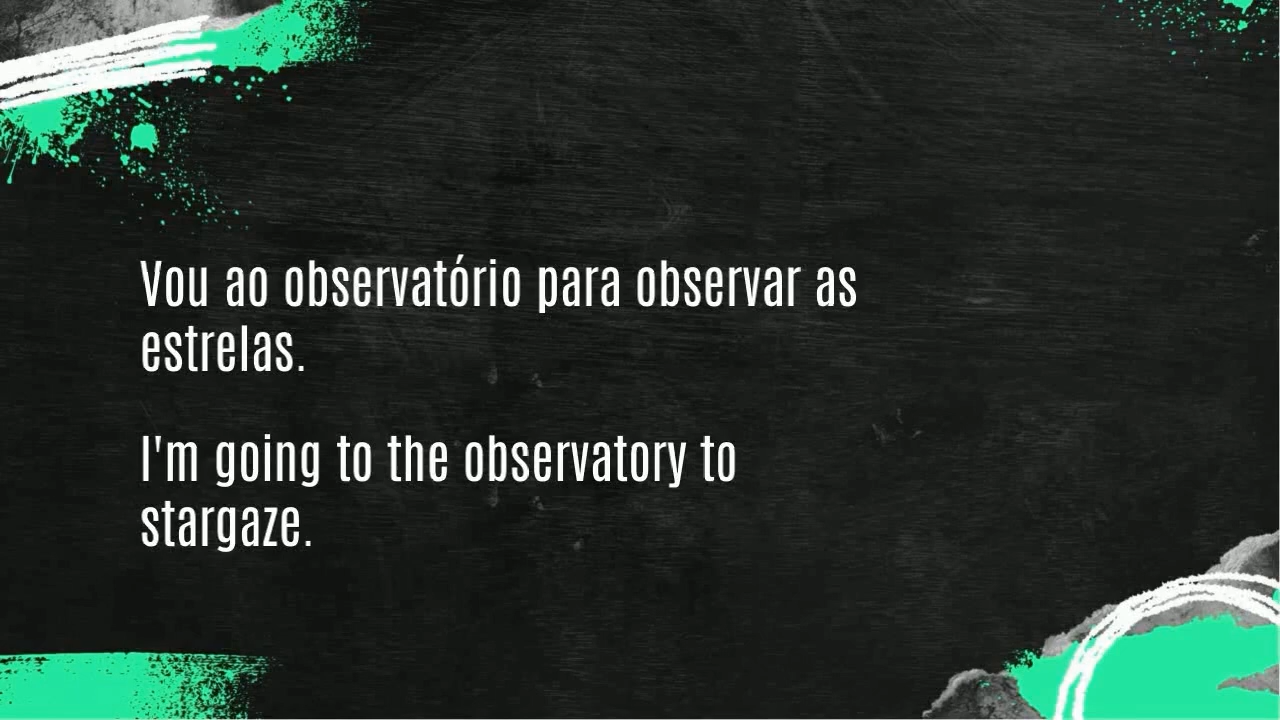 Vou ao observatório para observar as
estrelas.
I'm going to the observatory to
stargaze.